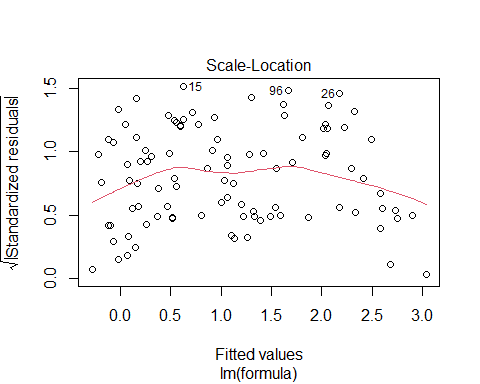 Scale-Location
√|Standardized residuals|
1.5
1.0
0.5
0.0
15
96
26
0.0 0.5 1.0 1.5 2.0 2.5 3.0
Fitted values
lm(formula)